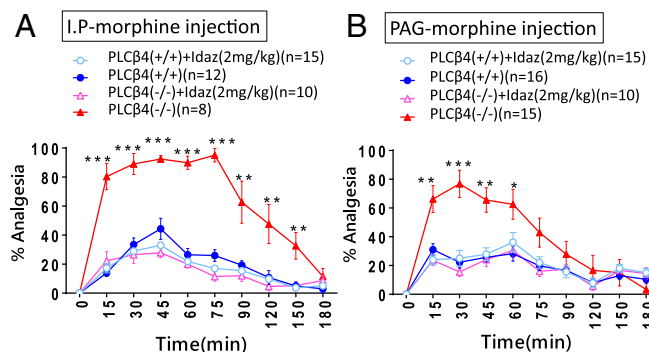 A
I.P-morphine injection
PLCβ4(+/+)+Idaz(2mg/kg)(n=15)
PLCβ4(+/+)(n=12)
PLCβ4(-/-)+Idaz(2mg/kg)(n=10)
PLCβ4(-/-)(n=8)
% Analgesia
100
80
60
40
20
0
*** *** *** *** *** ** ** **
0 15 30 45 60 75 90 120 150 180
Time(min)
B
PAG-morphine injection
PLCβ4(+/+)+Idaz(2mg/kg)(n=15)
PLCβ4(+/+)(n=16)
PLCβ4(-/-)+Idaz(2mg/kg)(n=10)
PLCβ4(-/-)(n=15)
% Analgesia
100
80
60
40
20
0
** *** ** *
0 15 30 45 60 75 90 120 150 180
Time(min)